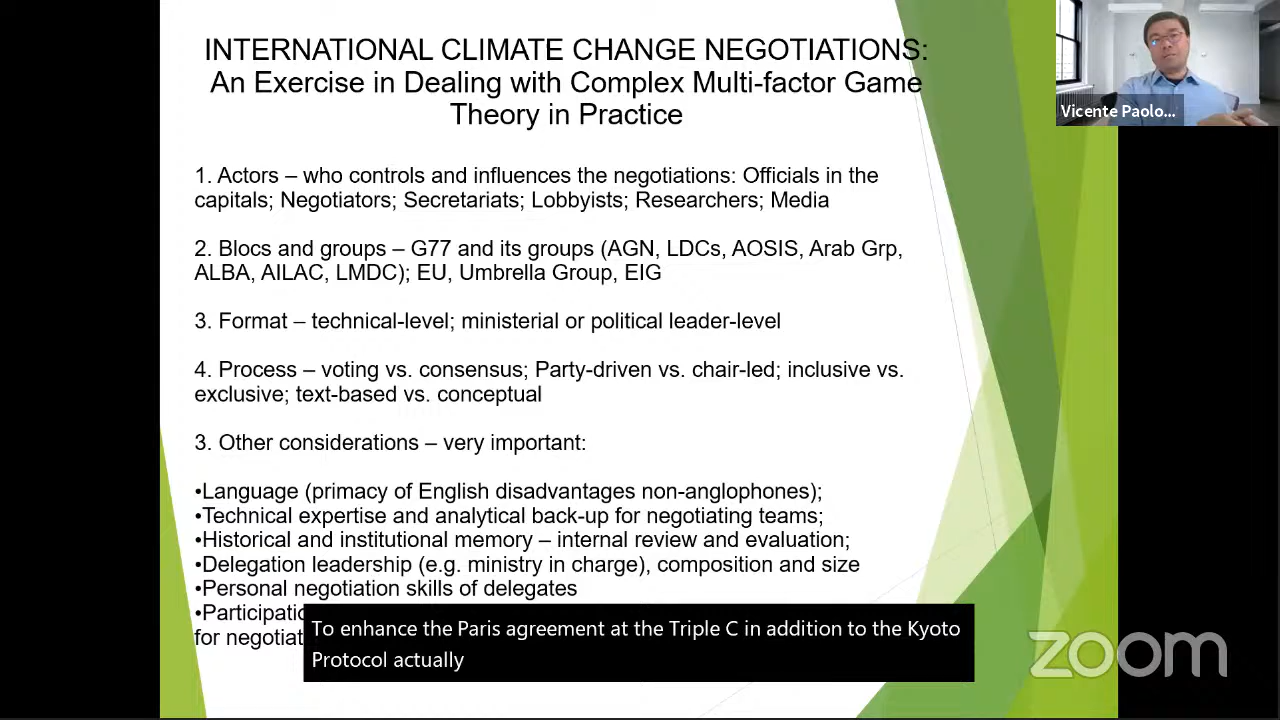 INTERNATIONAL CLIMATE CHANGE NEGOTIATIONS:
An Exercise in Dealing with Complex Multi-factor Game
Theory in Practice
Vicente Paolo...
1. Actors – who controls and influences the negotiations: Officials in the
capitals; Negotiators; Secretariats; Lobbyists; Researchers; Media
2. Blocs and groups – G77 and its groups (AGN, LDCs, AOSIS, Arab Grp,
ALBA, AILAC, LMDC); EU, Umbrella Group, EIG
3. Format – technical-level; ministerial or political leader-level
4. Process – voting vs. consensus; Party-driven vs. chair-led; inclusive vs.
exclusive; text-based vs. conceptual
3. Other considerations – very important:
•Language (primacy of English disadvantages non-anglophones);
•Technical expertise and analytical back-up for negotiating teams;
•Historical and institutional memory – internal review and evaluation;
•Delegation leadership (e.g. ministry in charge), composition and size
•Personal negotiation skills of delegates
•Participatio
for negotiat
To enhance the Paris agreement at the Triple C in addition to the Kyoto
Protocol actually
zoom